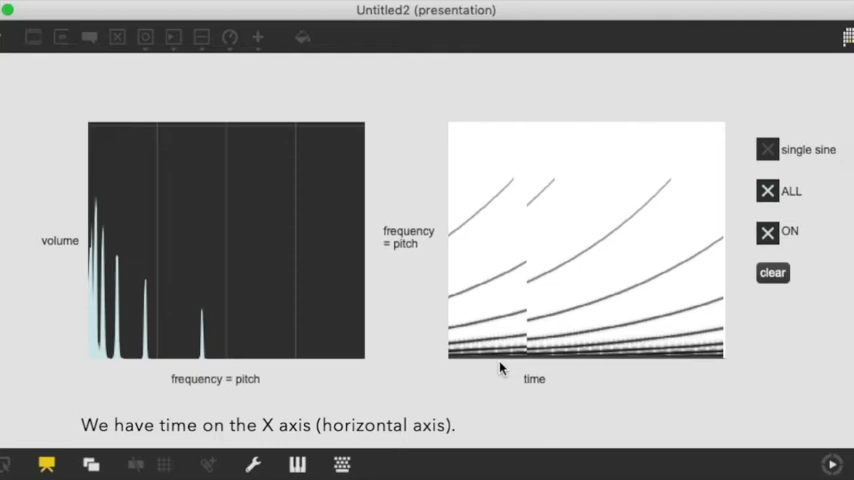 Untitled2 (presentation)
volume
frequency = pitch
frequency
= pitch
time
single sine
ALL
ON
clear
We have time on the X axis (horizontal axis).